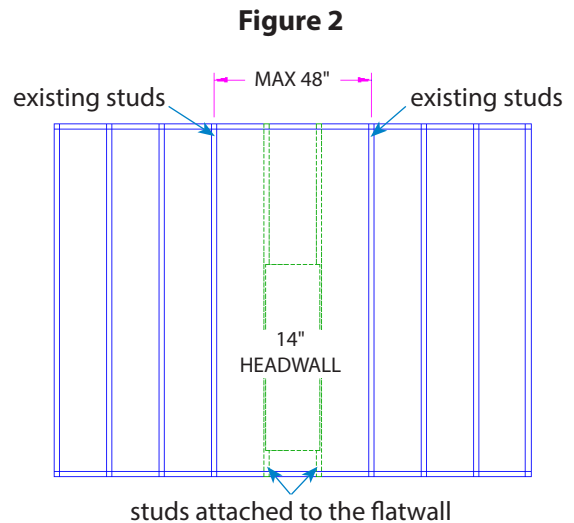 Figure 2
MAX 48"
existing studs
existing studs
14"
HEADWALL
studs attached to the flatwall